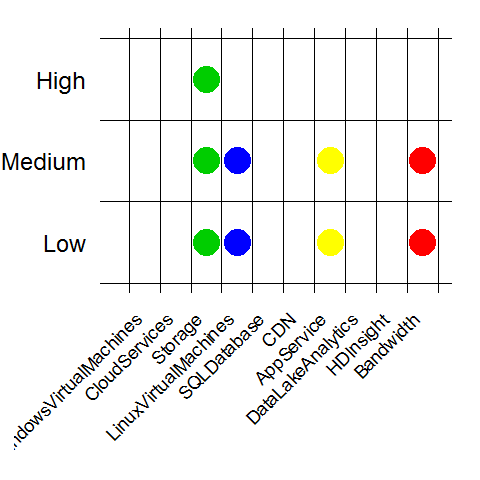 High
Medium
Low
ndowsVirtualMachines
CloudServices
Storage
LinuxVirtualMachines
SQLDatabase
CDN
AppService
DataLakeAnalytics
HDInsight
Bandwidth